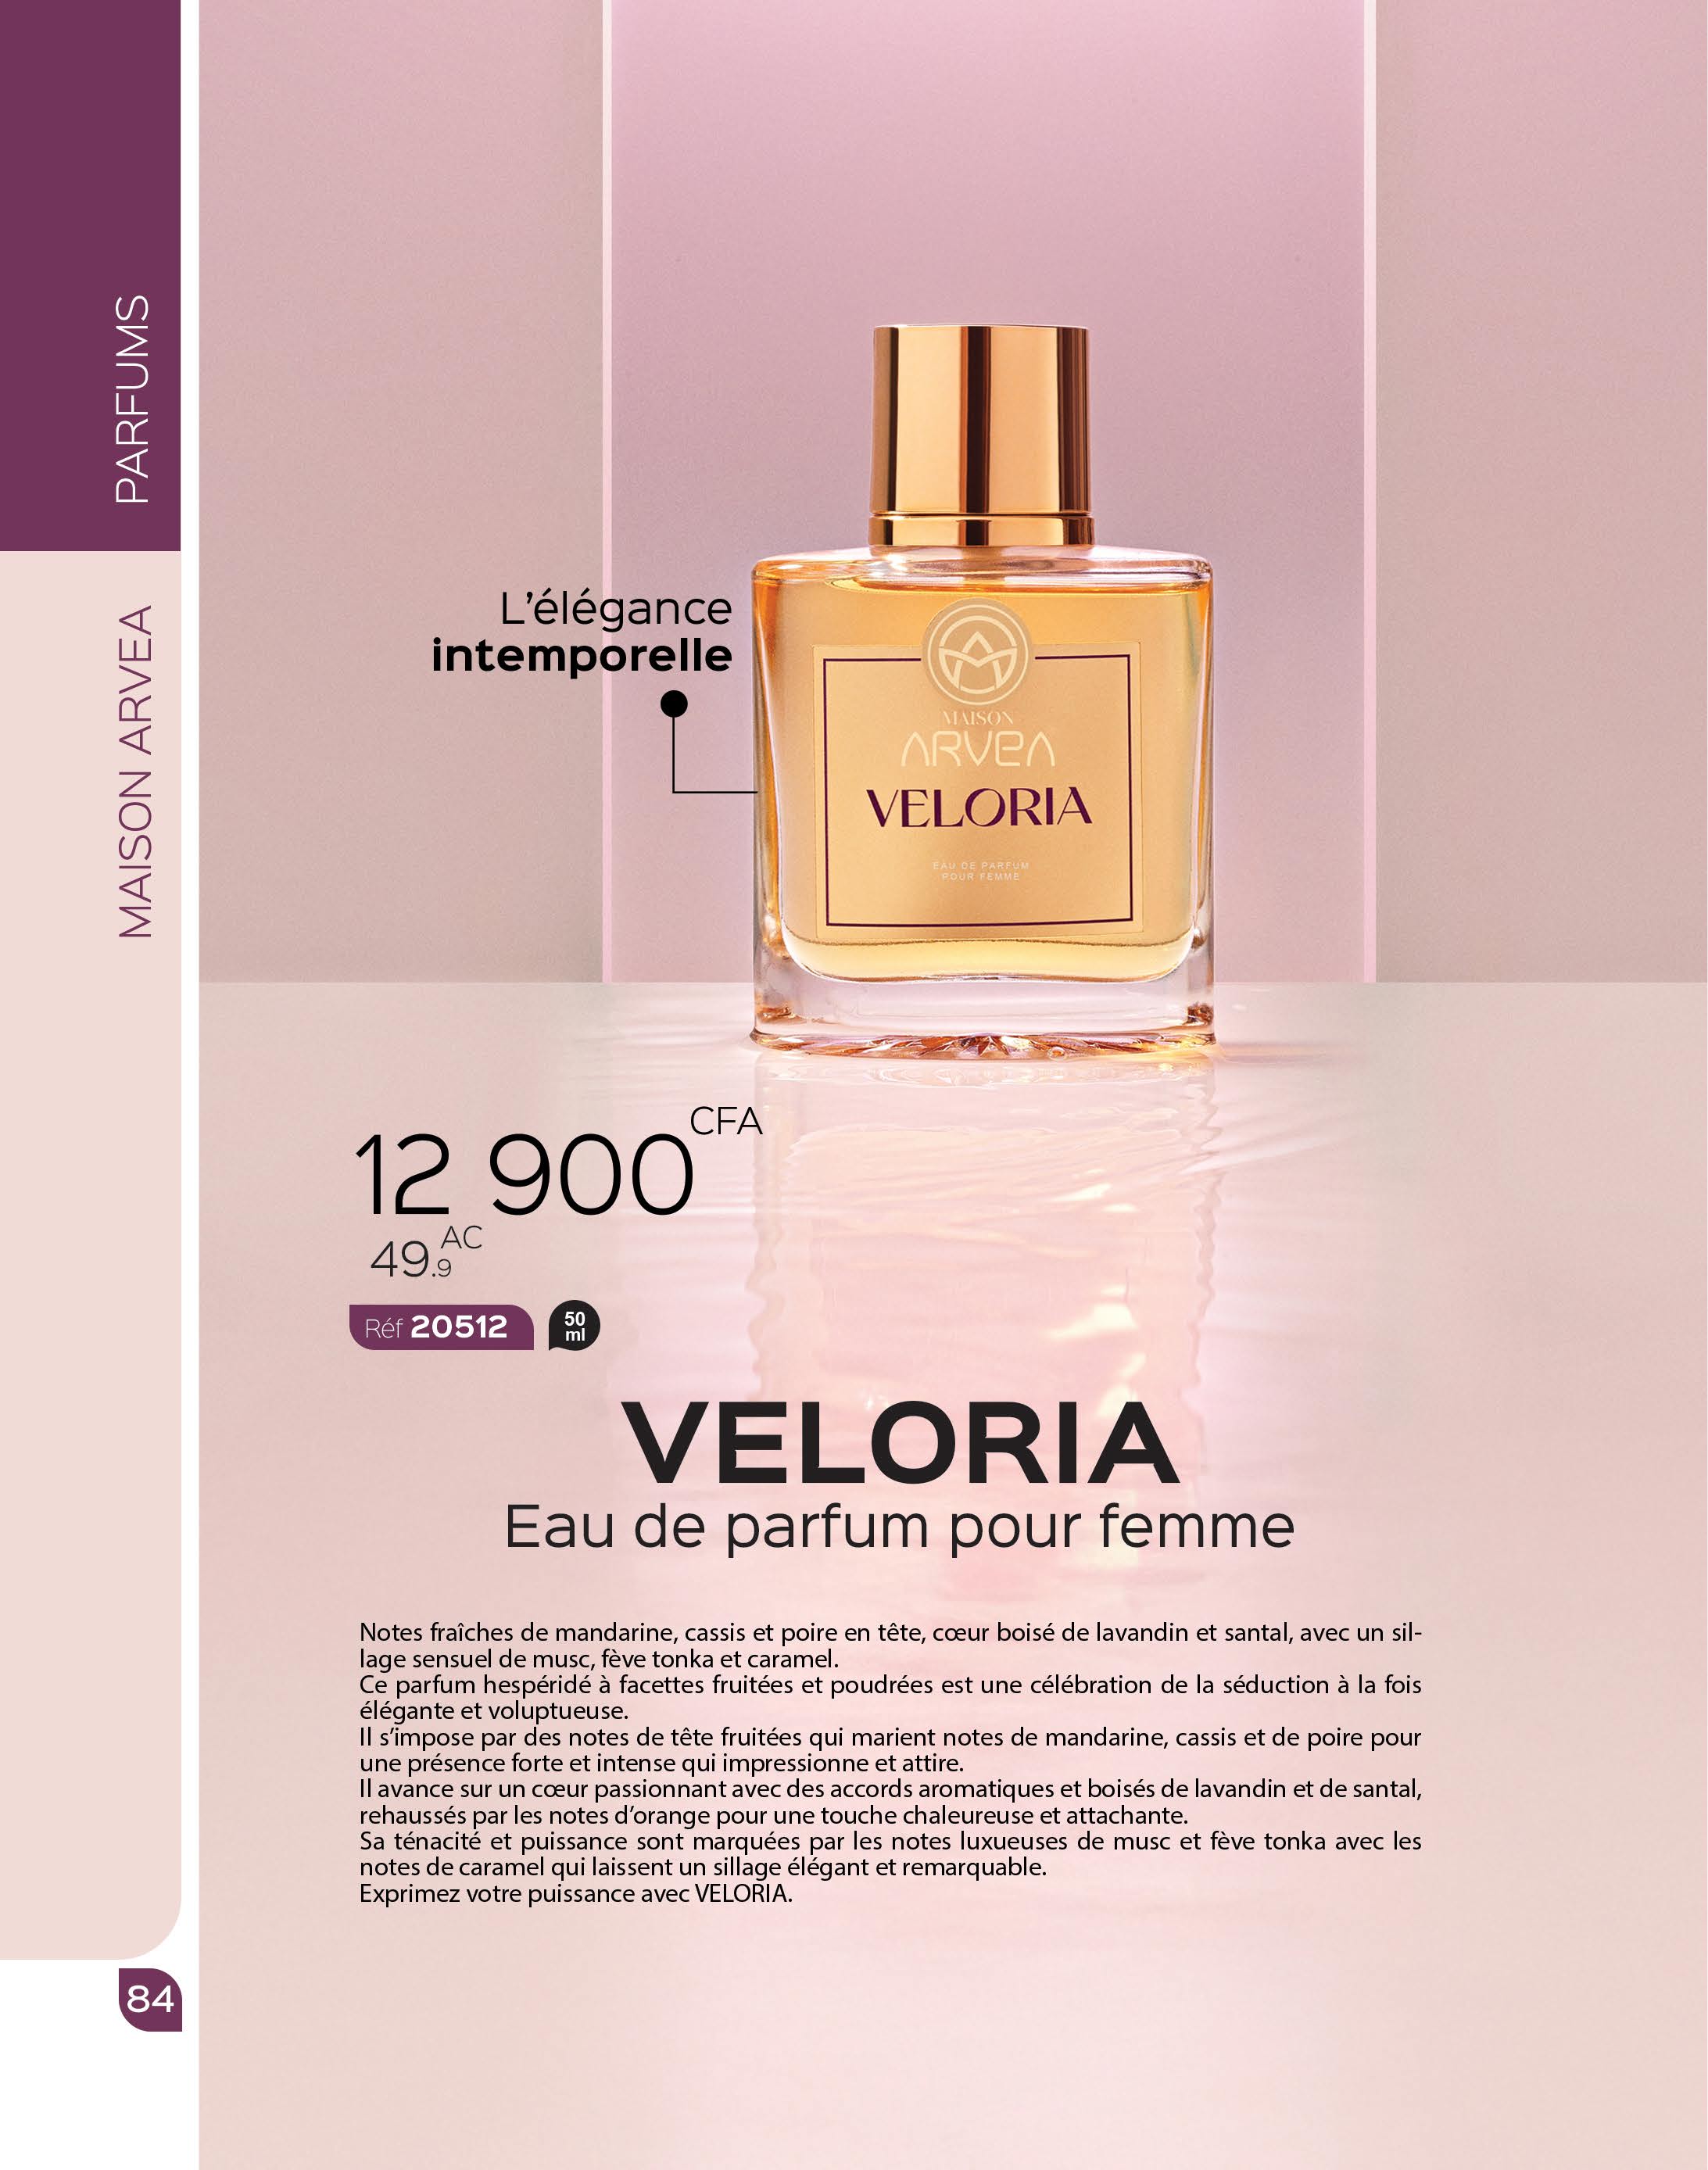 PARFUMS
MAISON ARVEA
L’élégance
intemporelle
MAISON
ARVEA
VELORIA
EAU DE PARFUM
POUR FEMME
12 900 CFA
49.9 AC
Réf 20512
50
ml
VELORIA
Eau de parfum pour femme
Notes fraîches de mandarine, cassis et poire en tête, cœur boisé de lavandin et santal, avec un sil-
lage sensuel de musc, fève tonka et caramel.
Ce parfum hespéridé à facettes fruitées et poudrées est une célébration de la séduction à la fois
élégante et voluptueuse.
Il s’impose par des notes de tête fruitées qui marient notes de mandarine, cassis et de poire pour
une présence forte et intense qui impressionne et attire.
Il avance sur un cœur passionnant avec des accords aromatiques et boisés de lavandin et de santal,
rehaussés par les notes d’orange pour une touche chaleureuse et attachante.
Sa ténacité et puissance sont marquées par les notes luxueuses de musc et fève tonka avec les
notes de caramel qui laissent un sillage élégant et remarquable.
Exprimez votre puissance avec VELORIA.
84